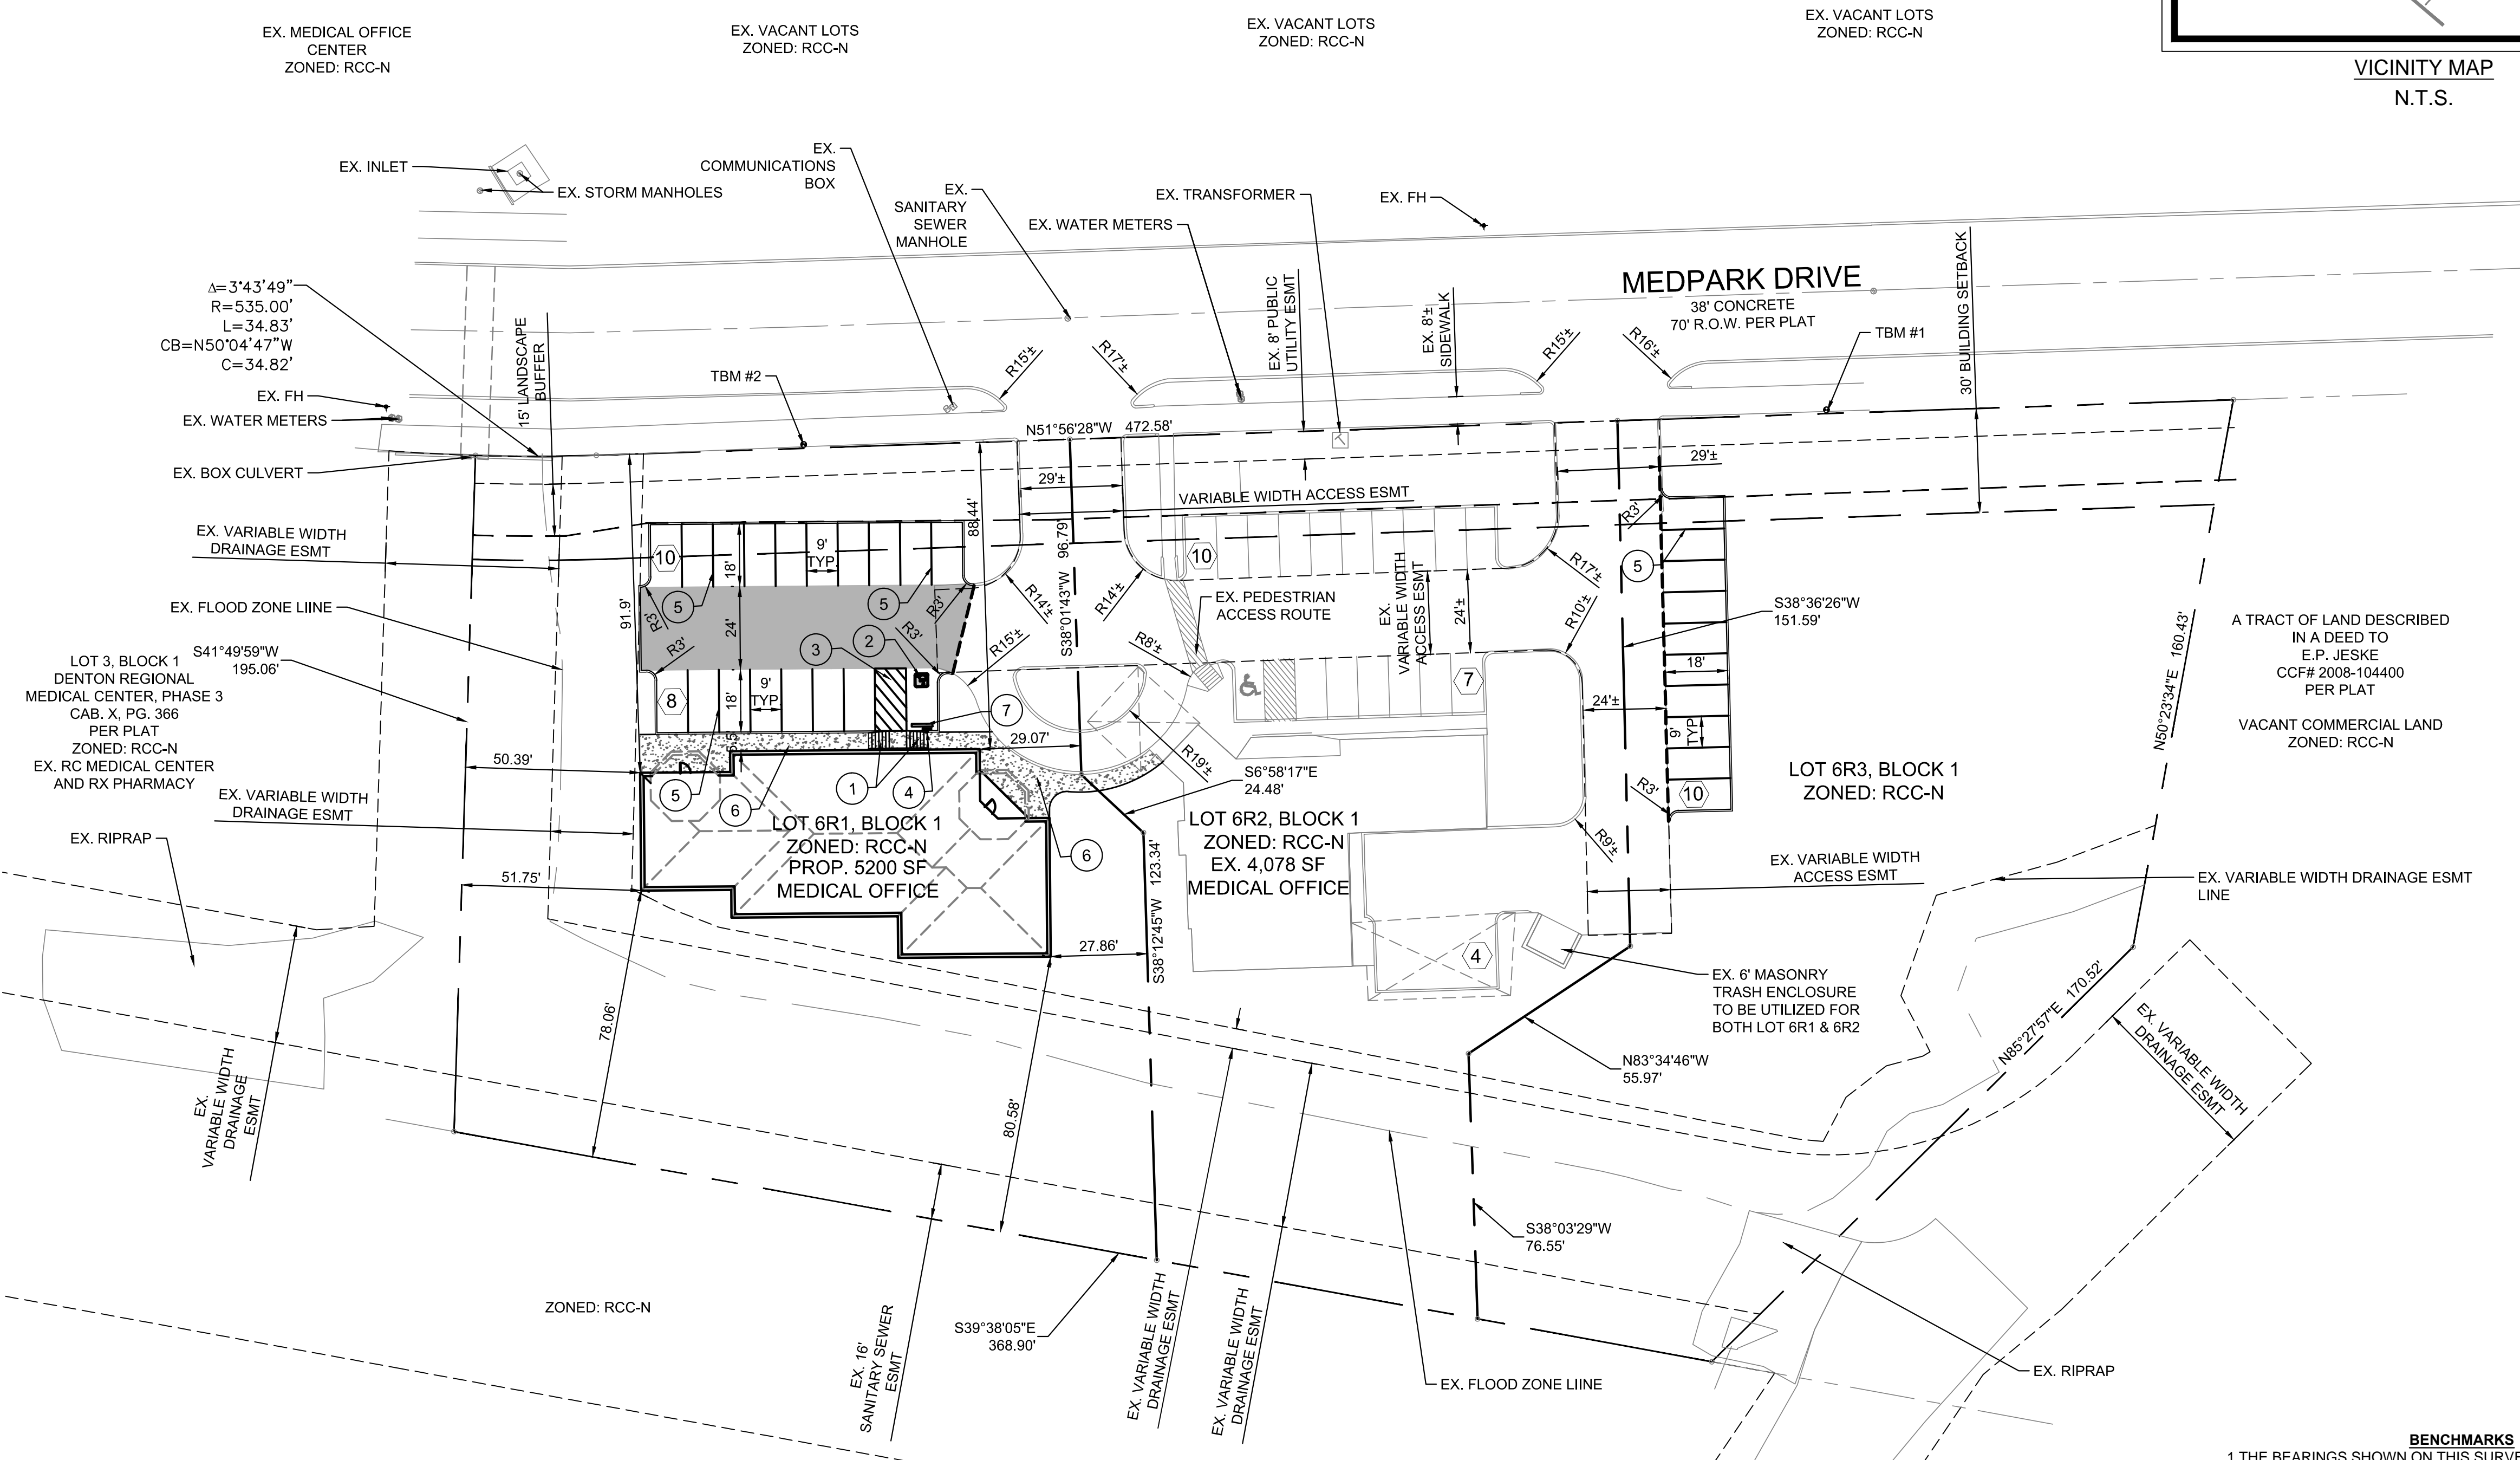 EX. MEDICAL OFFICE
CENTER
ZONED: RCC-N
EX. VACANT LOTS
ZONED: RCC-N
EX. VACANT LOTS
ZONED: RCC-N
EX. VACANT LOTS
ZONED: RCC-N
VICINITY MAP
N.T.S.
EX. INLET
EX. STORM MANHOLES
EX.
COMMUNICATIONS
BOX
EX.
SANITARY
SEWER
MANHOLE
EX. TRANSFORMER
EX. WATER METERS
EX. FH
MEDPARK DRIVE
38' CONCRETE
70' R.O.W. PER PLAT
TBM #1
30' BUILDING SETBACK
Δ=3°43'49"
R=535.00'
L=34.83'
CB=N50°04'47"W
C=34.82'
EX. FH
EX. WATER METERS
EX. BOX CULVERT
15' LANDSCAPE
BUFFER
TBM #2
R15'±
R17'±
EX. 8' PUBLIC
UTILITY ESMT
EX. 8'±
SIDEWALK
R15'±
R16'±
N51°56'28"W 472.58'
29'±
VARIABLE WIDTH ACCESS ESMT
29'±
EX. VARIABLE WIDTH
DRAINAGE ESMT
EX. FLOOD ZONE LIINE
S41°49'59"W
195.06'
LOT 3, BLOCK 1
DENTON REGIONAL
MEDICAL CENTER, PHASE 3
CAB. X, PG. 366
PER PLAT
ZONED: RCC-N
EX. RC MEDICAL CENTER
AND RX PHARMACY
91.9'
10
18'
9'
TYP.
88.44'
S38°01'43"W 96.79'
5
24'
5
R3'
R3'
R3'
R3'
3
2
R14'±
R14'±
R15'±
8
18'
9'
TYP
7
29.07'
10
EX. PEDESTRIAN
ACCESS ROUTE
EX.
VARIABLE WIDTH
ACCESS ESMT
24'±
R17'±
R10'±
R8'±
7
R19'±
S6°58'17"E
24.48'
R3'
5
18'
S38°36'26"W
151.59'
24'±
9'
TYP
R3'
10
R9'±
N50°23'34"E 160.43'
A TRACT OF LAND DESCRIBED
IN A DEED TO
E.P. JESKE
CCF# 2008-104400
PER PLAT
VACANT COMMERCIAL LAND
ZONED: RCC-N
LOT 6R3, BLOCK 1
ZONED: RCC-N
50.39'
5
6
1
4
6
EX. VARIABLE WIDTH
DRAINAGE ESMT
EX. RIPRAP
51.75'
LOT 6R1, BLOCK 1
ZONED: RCC-N
PROP. 5200 SF
MEDICAL OFFICE
27.86'
S38°12'45"W 123.34'
LOT 6R2, BLOCK 1
ZONED: RCC-N
EX. 4,078 SF
MEDICAL OFFICE
4
EX. VARIABLE WIDTH
ACCESS ESMT
EX. VARIABLE WIDTH DRAINAGE ESMT
LINE
EX. 6' MASONRY
TRASH ENCLOSURE
TO BE UTILIZED FOR
BOTH LOT 6R1 & 6R2
N83°34'46"W
55.97'
N85°27'57"E 170.52'
EX. VARIABLE WIDTH
DRAINAGE ESMT
EX.
VARIABLE WIDTH
DRAINAGE
ESMT
78.06'
80.58'
S38°03'29"W
76.55'
ZONED: RCC-N
EX. 16'
SANITARY SEWER
ESMT
S39°38'05"E
368.90'
EX. VARIABLE WIDTH
DRAINAGE ESMT
EX. VARIABLE WIDTH
DRAINAGE ESMT
EX. FLOOD ZONE LIINE
EX. RIPRAP
BENCHMARKS
1.THE BEARINGS SHOWN ON THIS